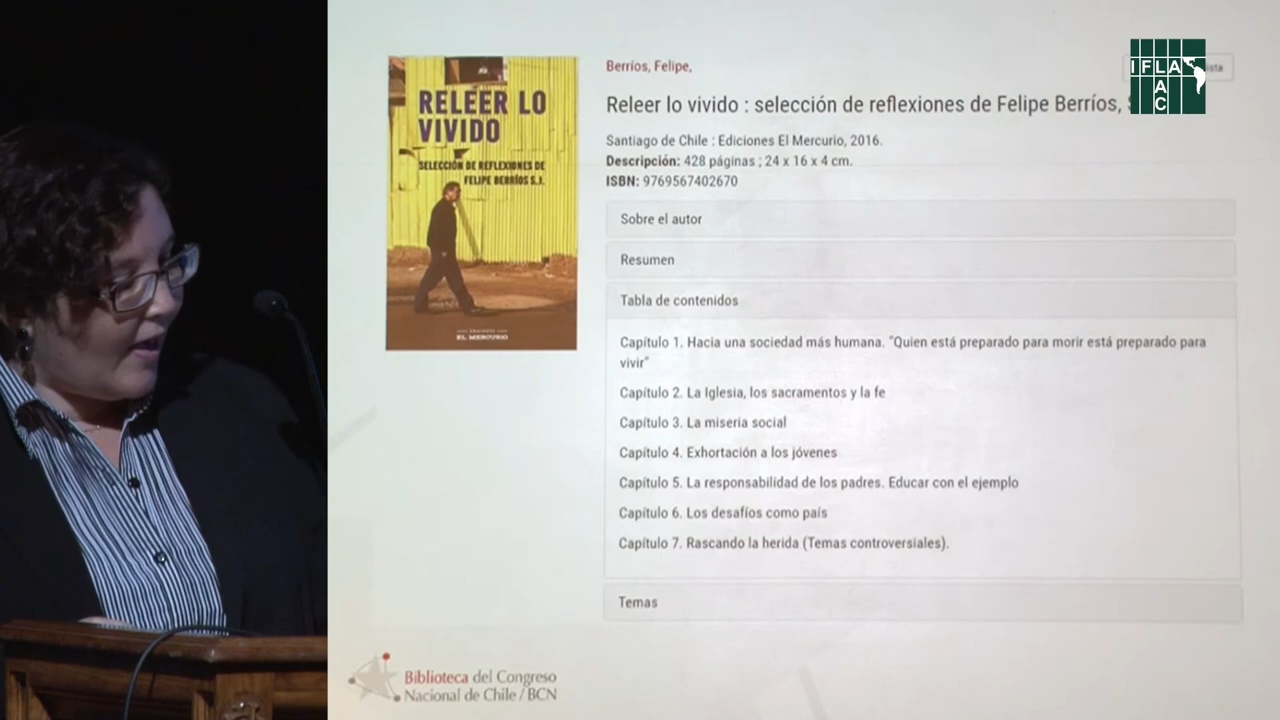 RELEER LO
VIVIDO
SELECCIÓN DE REFLEXIONES DE
FELIPE BERRÍOS S.J.
EDICIONES
EL MERCURIO
Berríos, Felipe,
Releer lo vivido : selección de reflexiones de Felipe Berríos,
Santiago de Chile : Ediciones El Mercurio, 2016.
Descripción: 428 páginas ; 24 x 16 x 4 cm.
ISBN: 9769567402670
Sobre el autor
Resumen
Tabla de contenidos
Capítulo 1. Hacia una sociedad más humana. "Quien está preparado para morir está preparado para
vivir"
Capítulo 2. La Iglesia, los sacramentos y la fe
Capítulo 3. La miseria social
Capítulo 4. Exhortación a los jóvenes
Capítulo 5. La responsabilidad de los padres. Educar con el ejemplo
Capítulo 6. Los desafíos como país
Capítulo 7. Rascando la herida (Temas controversiales).
Temas
Biblioteca del Congreso
Nacional de Chile / BCN
IFLA
A
C